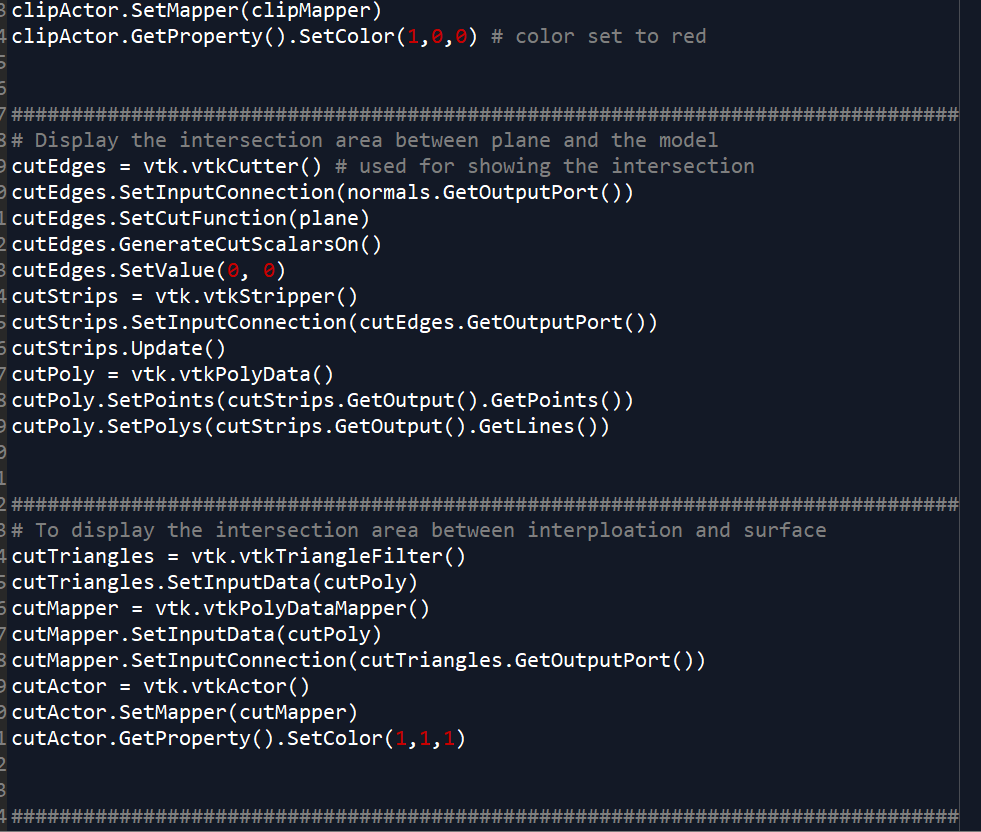 clipActor.SetMapper(clipMapper)
clipActor.GetProperty().SetColor(1,0,0) # color set to red
###############################################################################
# Display the intersection area between plane and the model
cutEdges = vtk.vtkCutter() # used for showing the intersection
cutEdges.SetInputConnection(normals.GetOutputPort())
cutEdges.SetCutFunction(plane)
cutEdges.GenerateCutScalarsOn()
cutEdges.SetValue(0, 0)
cutStrips = vtk.vtkStripper()
cutStrips.SetInputConnection(cutEdges.GetOutputPort())
cutStrips.Update()
cutPoly = vtk.vtkPolyData()
cutPoly.SetPoints(cutStrips.GetOutput().GetPoints())
cutPoly.SetPolys(cutStrips.GetOutput().GetLines())
###############################################################################
# To display the intersection area between interploation and surface
cutTriangles = vtk.vtkTriangleFilter()
cutTriangles.SetInputData(cutPoly)
cutMapper = vtk.vtkPolyDataMapper()
cutMapper.SetInputData(cutPoly)
cutMapper.SetInputConnection(cutTriangles.GetOutputPort())
cutActor = vtk.vtkActor()
cutActor.SetMapper(cutMapper)
cutActor.GetProperty().SetColor(1,1,1)
###############################################################################